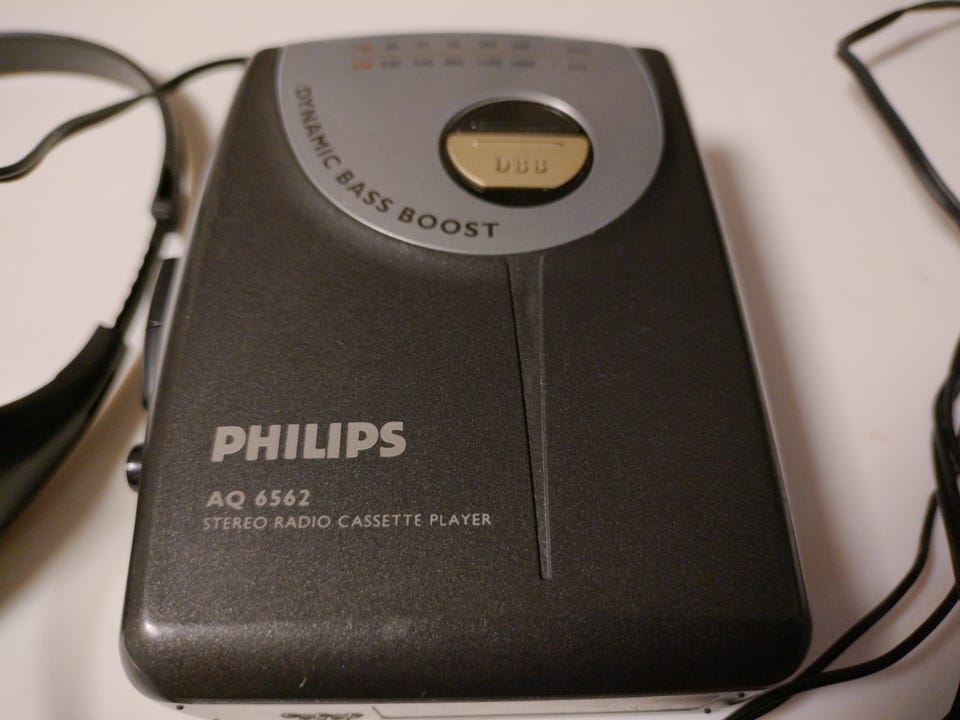 DYNAMIC BASS BOOST
DBB
PHILIPS
AQ 6562
STEREO RADIO CASSETTE PLAYER